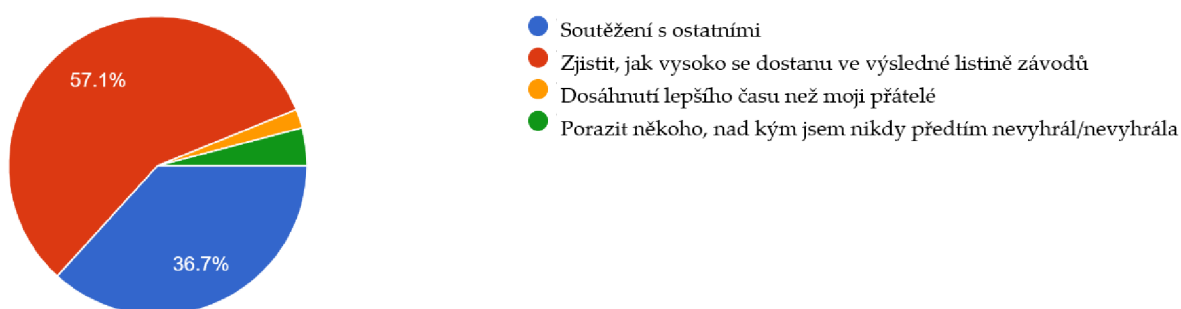 57.1%
36.7%
Soutěžení s ostatními
Zjistit, jak vysoko se dostanu ve výsledné listině závodů
Dosáhnutí lepšího času než moji přátelé
Porazit někoho, nad kým jsem nikdy předtím nevyhrál/nevyhrála